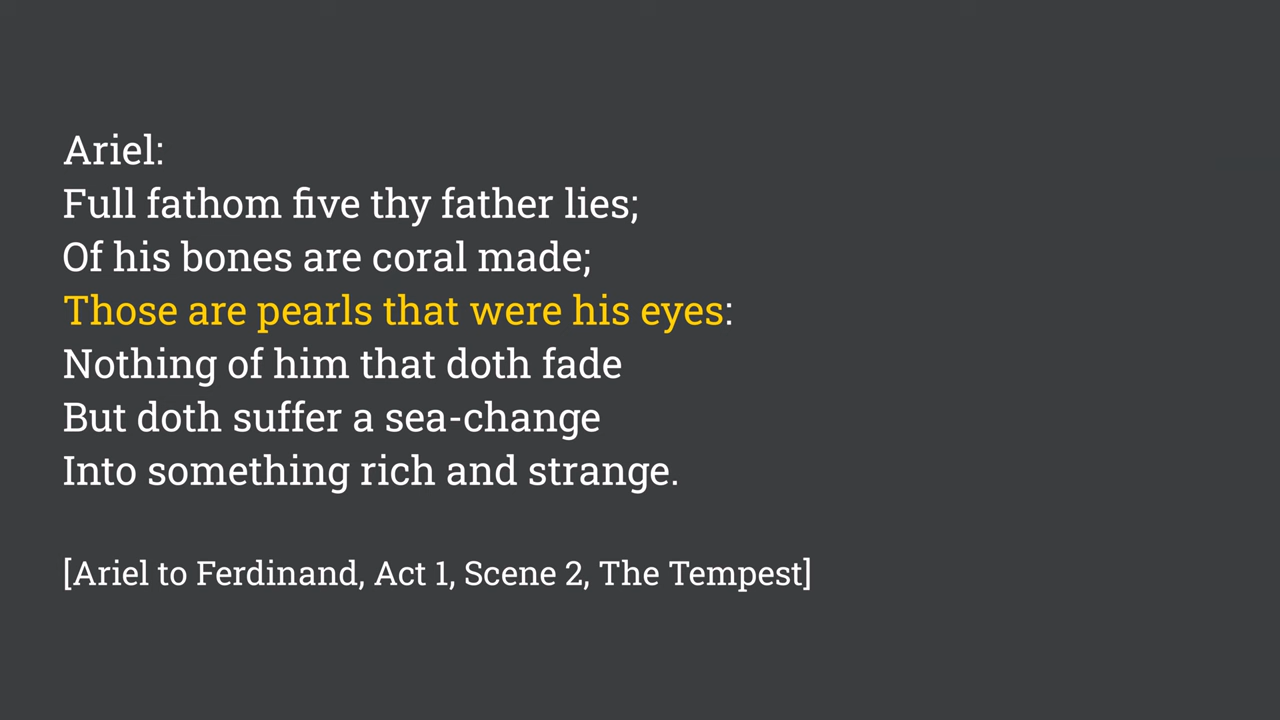 Ariel:
Full fathom five thy father lies;
Of his bones are coral made;
Those are pearls that were his eyes:
Nothing of him that doth fade
But doth suffer a sea-change
Into something rich and strange.
[Ariel to Ferdinand, Act 1, Scene 2, The Tempest]